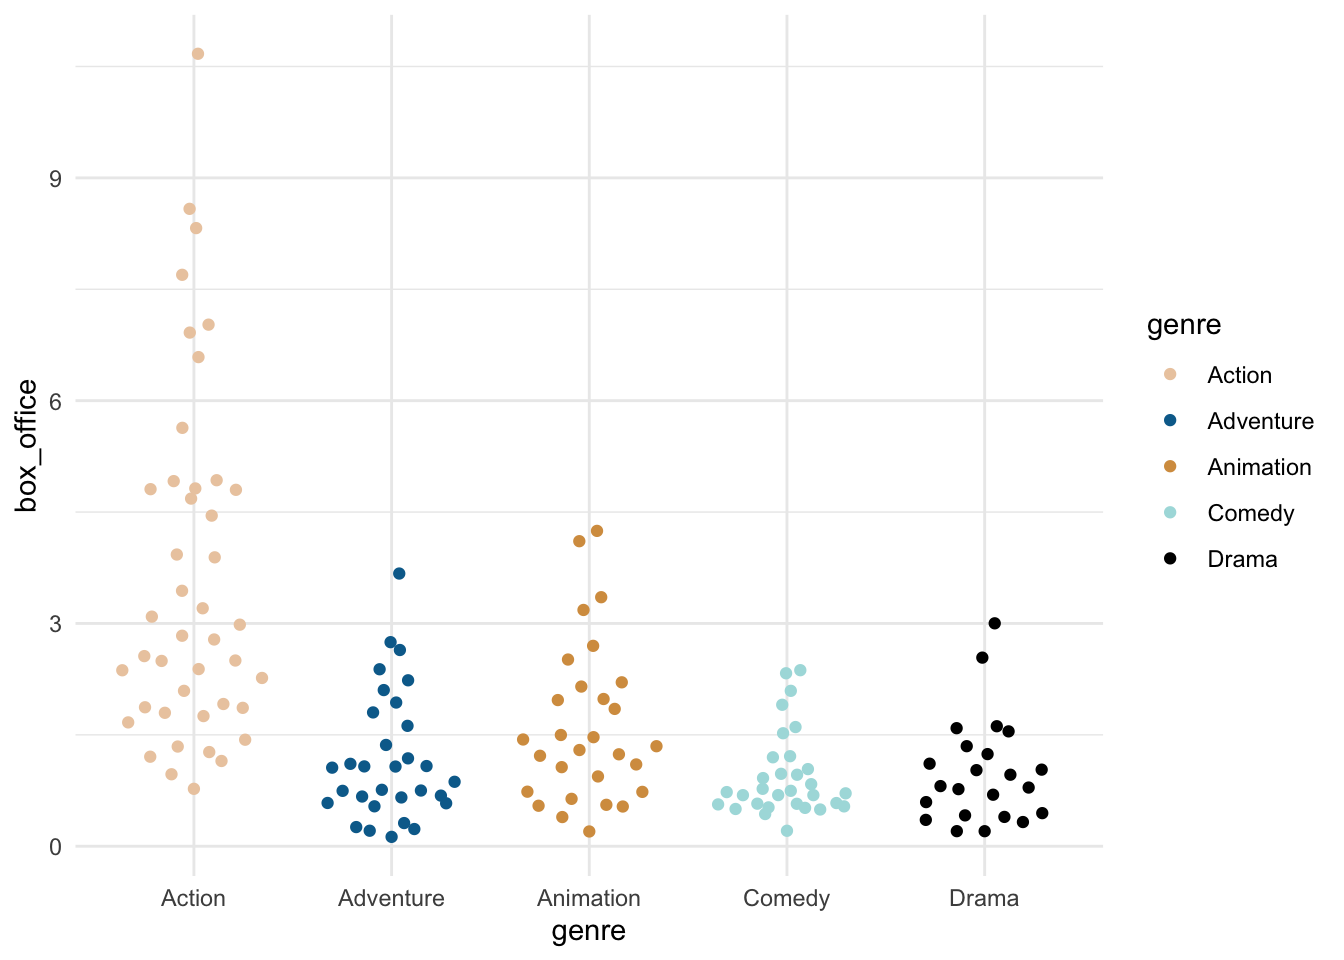 box_office
9
6
3
0
Action
Adventure
Animation
Comedy
Drama
genre
genre
Action
Adventure
Animation
Comedy
Drama